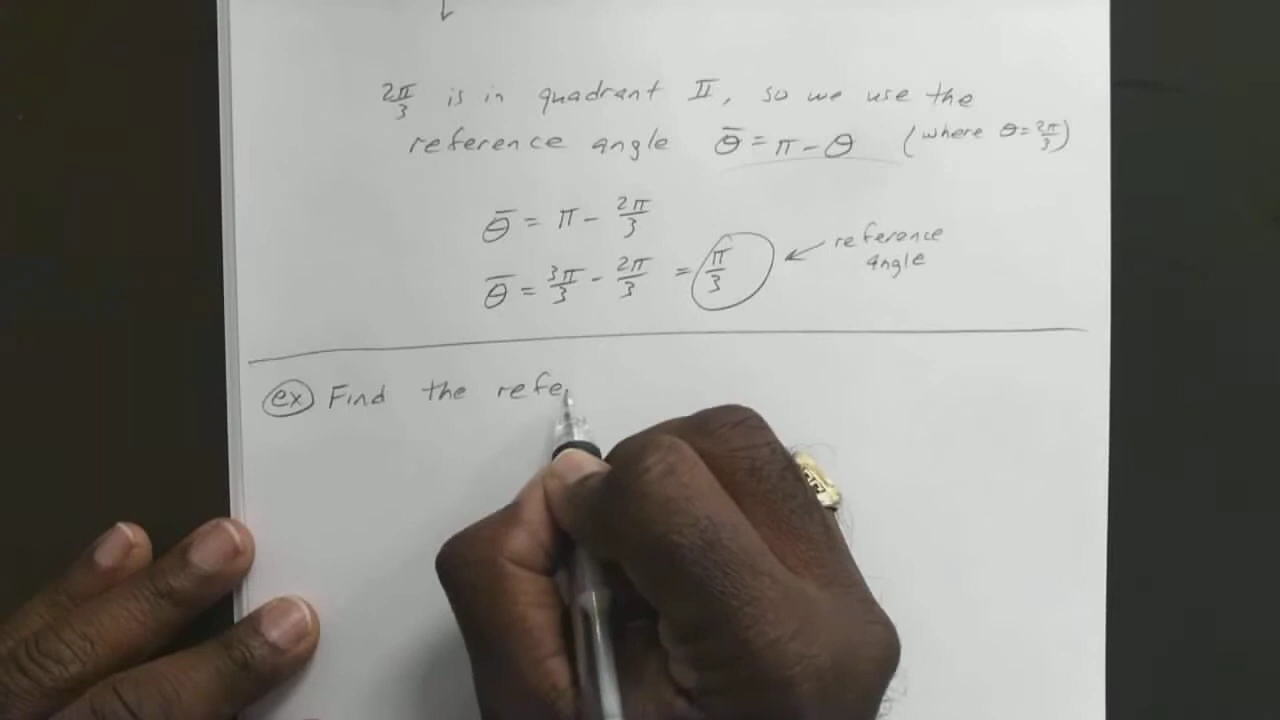 2π/3 is in quadrant II, so we use the
reference angle θ̄ = π - θ (where θ = 2π/3)
θ̄ = π - 2π/3
θ̄ = 3π/3 - 2π/3 = π/3 ← reference
angle
ex Find the refe